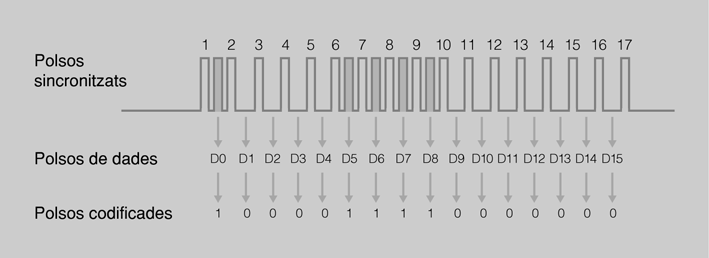 1 2 3 4 5 6 7 8 9 10 11 12 13 14 15 16 17
Polsos
sincronitzats
Polsos de dades D0 D1 D2 D3 D4 D5 D6 D7 D8 D9 D10 D11 D12 D13 D14 D15
Polsos codificades 1 0 0 0 0 1 1 1 1 0 0 0 0 0 0 0